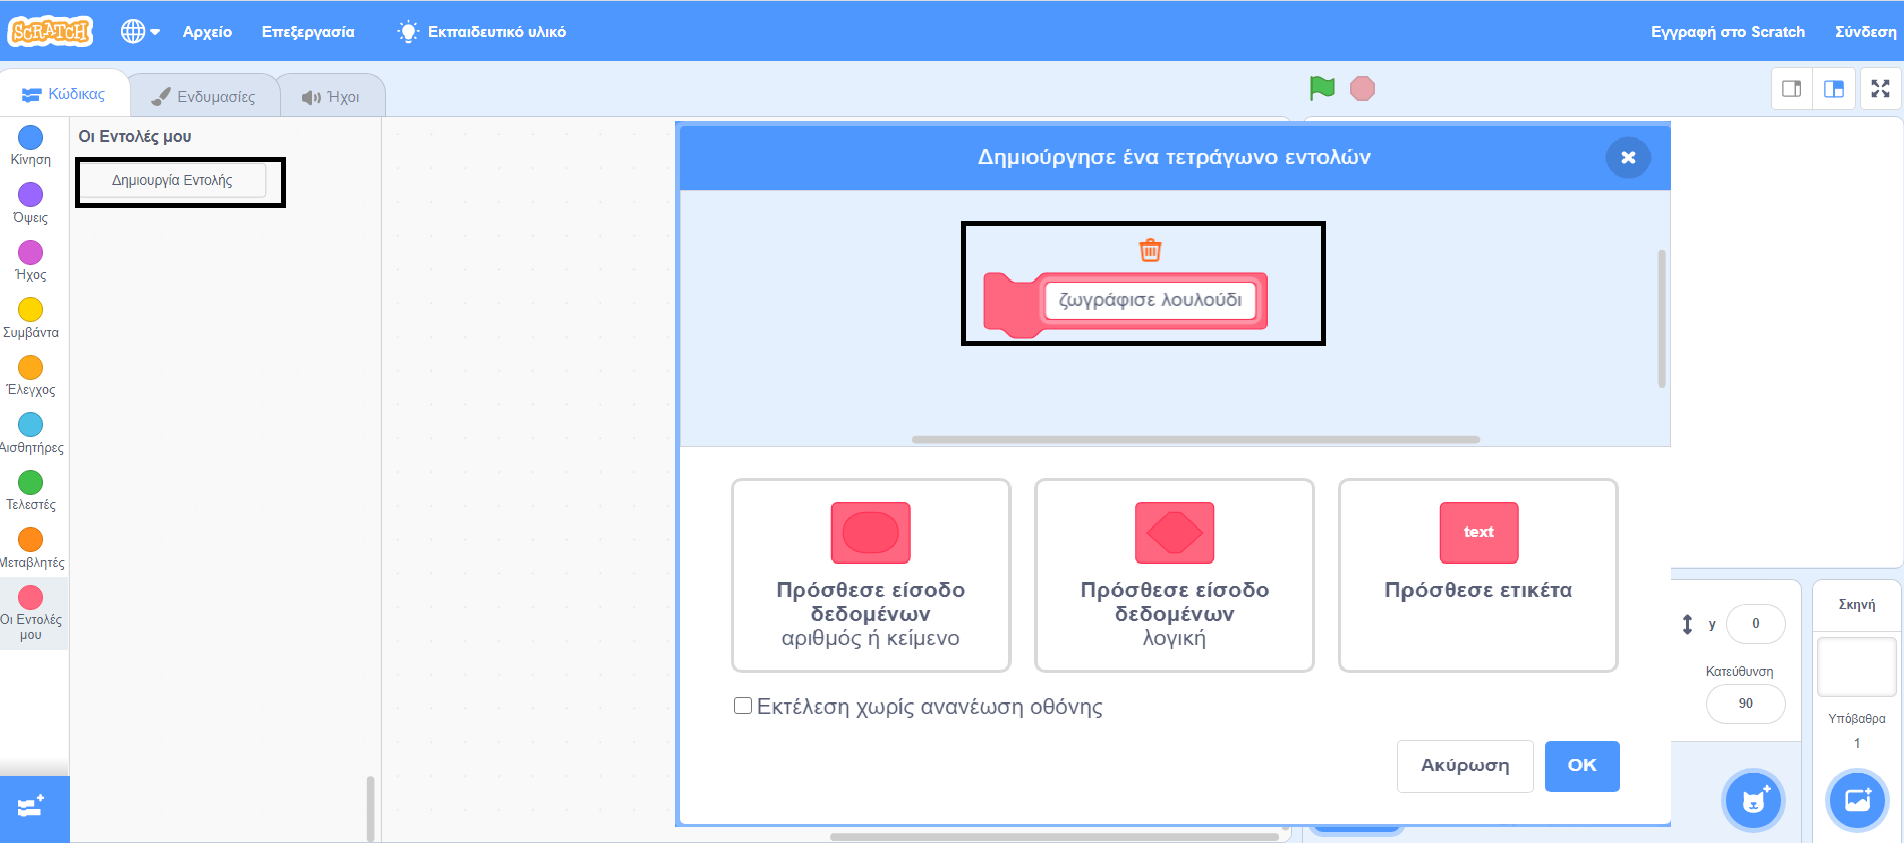 SCRATCH
Αρχείο
Επεξεργασία
Εκπαιδευτικό υλικό
Εγγραφή στο Scratch
Σύνδεση
Κώδικας
Ενδυμασίες
Ήχοι
Κίνηση
Όψεις
Ήχος
Συμβάντα
Έλεγχος
Αισθητήρες
Τελεστές
Μεταβλητές
Οι Εντολές
μου
Οι Εντολές μου
Δημιουργία Εντολής
Δημιούργησε ένα τετράγωνο εντολών
ζωγράφισε λουλούδι
Πρόσθεσε είσοδο
δεδομένων
αριθμός ή κείμενο
Πρόσθεσε είσοδο
δεδομένων
λογική
text
Πρόσθεσε ετικέτα
Εκτέλεση χωρίς ανανέωση οθόνης
Ακύρωση
OK
y
0
Κατεύθυνση
90
Σκηνή
Υπόβαθρα
1